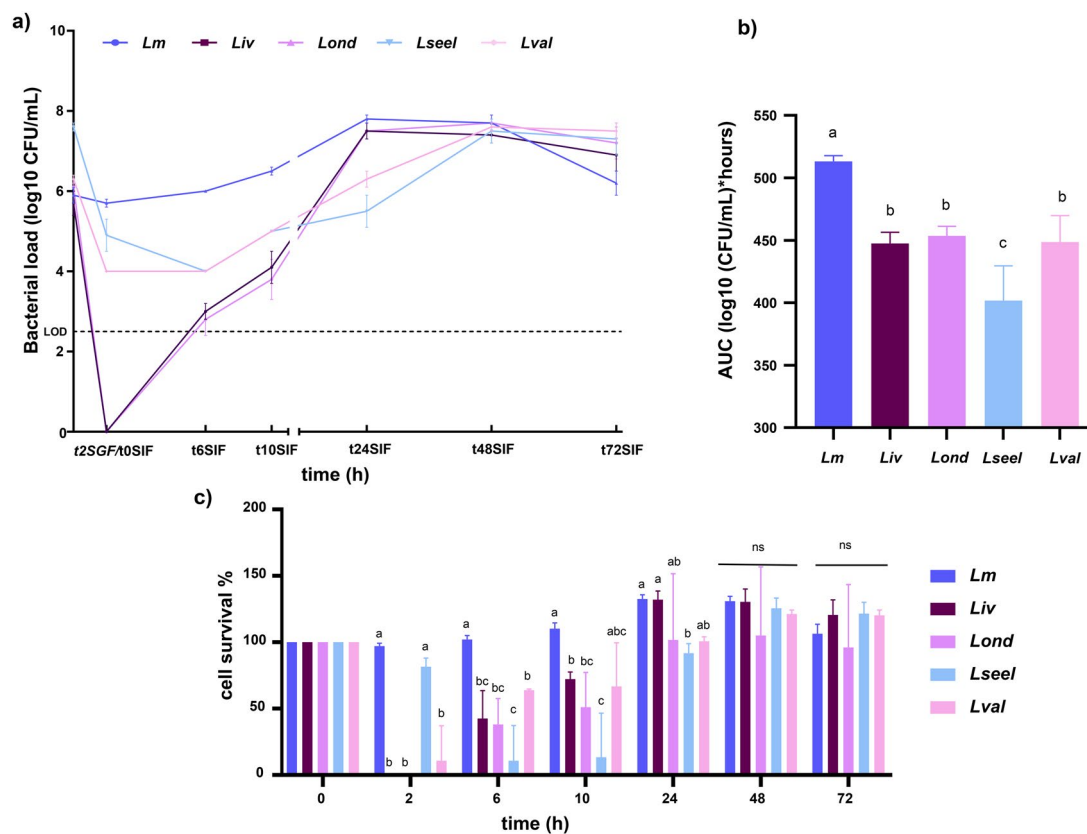 a)
Lm Liv Lond Lseel Lval
Bacterial load (log10 CFU/mL)
10
8
6
4
LOD
2
0
t2SGF/t0SIF t6SIF t10SIF t24SIF t48SIF t72SIF
time (h)
b)
AUC (log10 (CFU/mL)*hours
550
500
450
400
350
300
a
b
b
c
b
Lm Liv Lond Lseel Lval
c)
cell survival %
200
150
100
50
0
a
b b
a
b
a
bc bc
c
b
a
b
bc
c
abc
a a
ab
b
ab
ns
ns
0 2 6 10 24 48 72
time (h)
Lm
Liv
Lond
Lseel
Lval